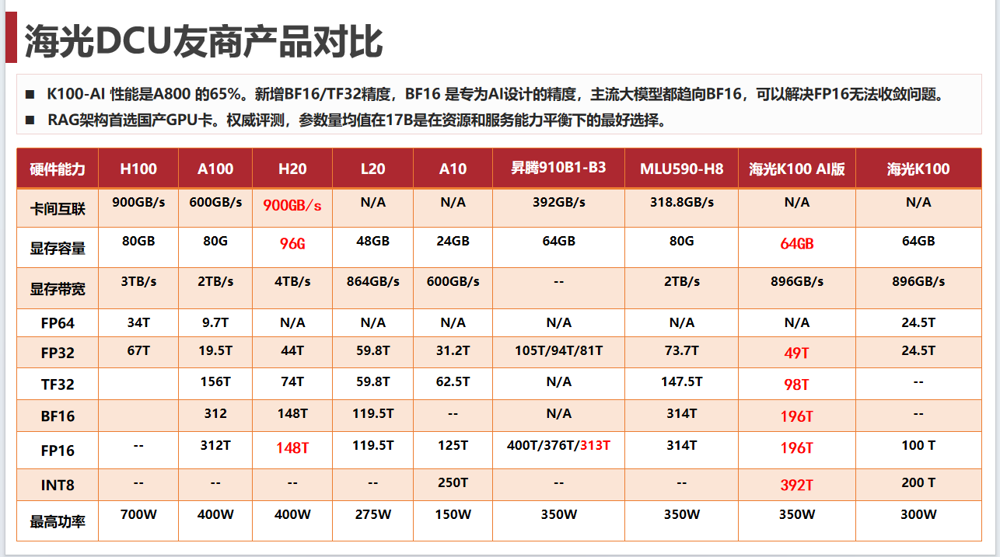 海光DCU友商产品对比
■ K100-AI 性能是A800 的65%。新增BF16/TF32精度，BF16 是专为AI设计的精度，主流大模型都趋向BF16，可以解决FP16无法收敛问题。
■ RAG架构首选国产GPU卡。权威评测，参数量均值在17B是在资源和服务能力平衡下的最好选择。
硬件能力 H100 A100 H20 L20 A10 昇腾910B1-B3 MLU590-H8 海光K100 AI版 海光K100
卡间互联 900GB/s 600GB/s 900GB/s N/A N/A 392GB/s 318.8GB/s N/A N/A
显存容量 80GB 80G 96G 48GB 24GB 64GB 80G 64GB 64GB
显存带宽 3TB/s 2TB/s 4TB/s 864GB/s 600GB/s -- 2TB/s 896GB/s 896GB/s
FP64 34T 9.7T N/A N/A N/A N/A N/A N/A 24.5T
FP32 67T 19.5T 44T 59.8T 31.2T 105T/94T/81T 73.7T 49T 24.5T
TF32 156T 74T 59.8T 62.5T N/A 147.5T 98T --
BF16 312 148T 119.5T -- N/A 314T 196T --
FP16 -- 312T 148T 119.5T 125T 400T/376T/313T 314T 196T 100 T
INT8 -- -- -- -- 250T -- -- 392T 200 T
最高功率 700W 400W 400W 275W 150W 350W 350W 350W 300W